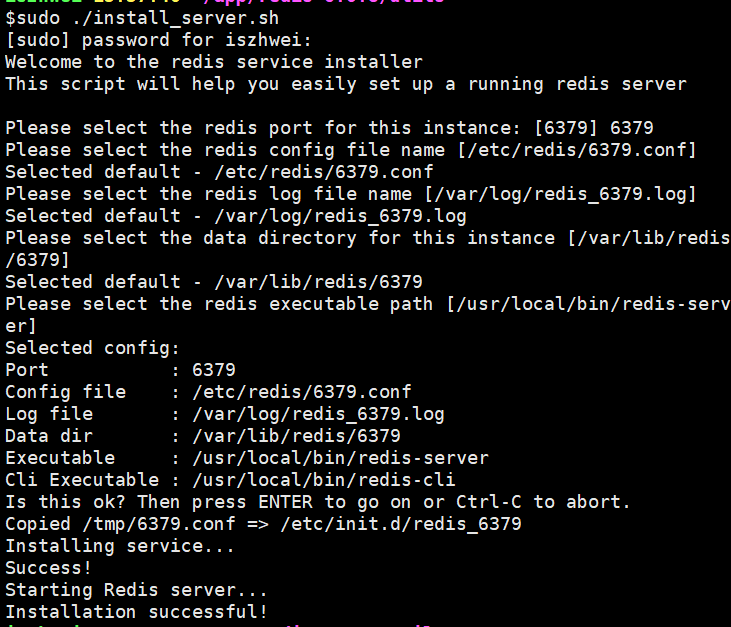 $sudo ./install_server.sh
[sudo] password for iszhwei:
Welcome to the redis service installer
This script will help you easily set up a running redis server
Please select the redis port for this instance: [6379] 6379
Please select the redis config file name [/etc/redis/6379.conf]
Selected default - /etc/redis/6379.conf
Please select the redis log file name [/var/log/redis_6379.log]
Selected default - /var/log/redis_6379.log
Please select the data directory for this instance [/var/lib/redis
/6379]
Selected default - /var/lib/redis/6379
Please select the redis executable path [/usr/local/bin/redis-serv
er]
Selected config:
Port           : 6379
Config file    : /etc/redis/6379.conf
Log file       : /var/log/redis_6379.log
Data dir       : /var/lib/redis/6379
Executable     : /usr/local/bin/redis-server
Cli Executable : /usr/local/bin/redis-cli
Is this ok? Then press ENTER to go on or Ctrl-C to abort.
Copied /tmp/6379.conf => /etc/init.d/redis_6379
Installing service...
Success!
Starting Redis server...
Installation successful!